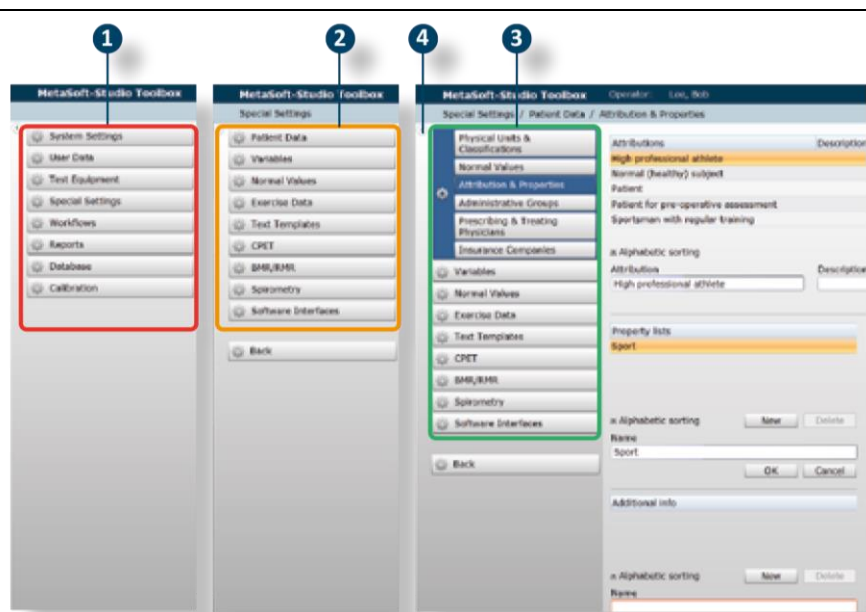 1
2
4
3
MetaSoft-Studio Toolbox
System Settings
User Data
Test Equipment
Special Settings
Workflows
Reports
Database
Calibration
MetaSoft-Studio Toolbox
Special Settings
Patient Data
Variables
Normal Values
Exercise Data
Text Templates
CPET
BMR/RMR
Spirometry
Software Interfaces
Back
MetaSoft-Studio Toolbox
Operator: Lee, Bob
Special Settings / Patient Data / Attribution & Properties
Physical Units &
Classifications
Normal Values
Attribution & Properties
Administrative Groups
Prescribing & Treating
Physicians
Insurance Companies
Variables
Normal Values
Exercise Data
Text Templates
CPET
BMR/RMR
Spirometry
Software Interfaces
Back
Attributions Description
High professional athlete
Normal (healthy) subject
Patient
Patient for pre-operative assessment
Sportsman with regular training
Alphabetic sorting
Attribution Description
High professional athlete
Property lists
Sport
Alphabetic sorting New Delete
Name
Sport
OK Cancel
Additional info
Alphabetic sorting New Delete
Name